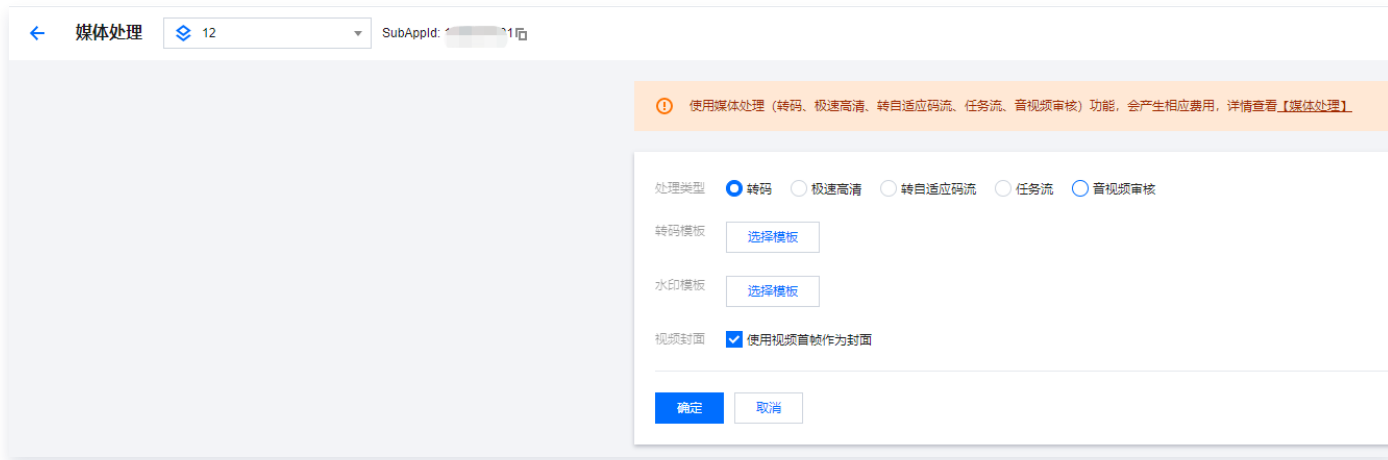 媒体处理 12 SubAppId:
使用媒体处理（转码、极速高清、转自适应码流、任务流、音视频审核）功能，会产生相应费用，详情查看【媒体处理】
处理类型 转码 极速高清 转自适应码流 任务流 音视频审核
转码模板 选择模板
水印模板 选择模板
视频封面 使用视频首帧作为封面
确定 取消